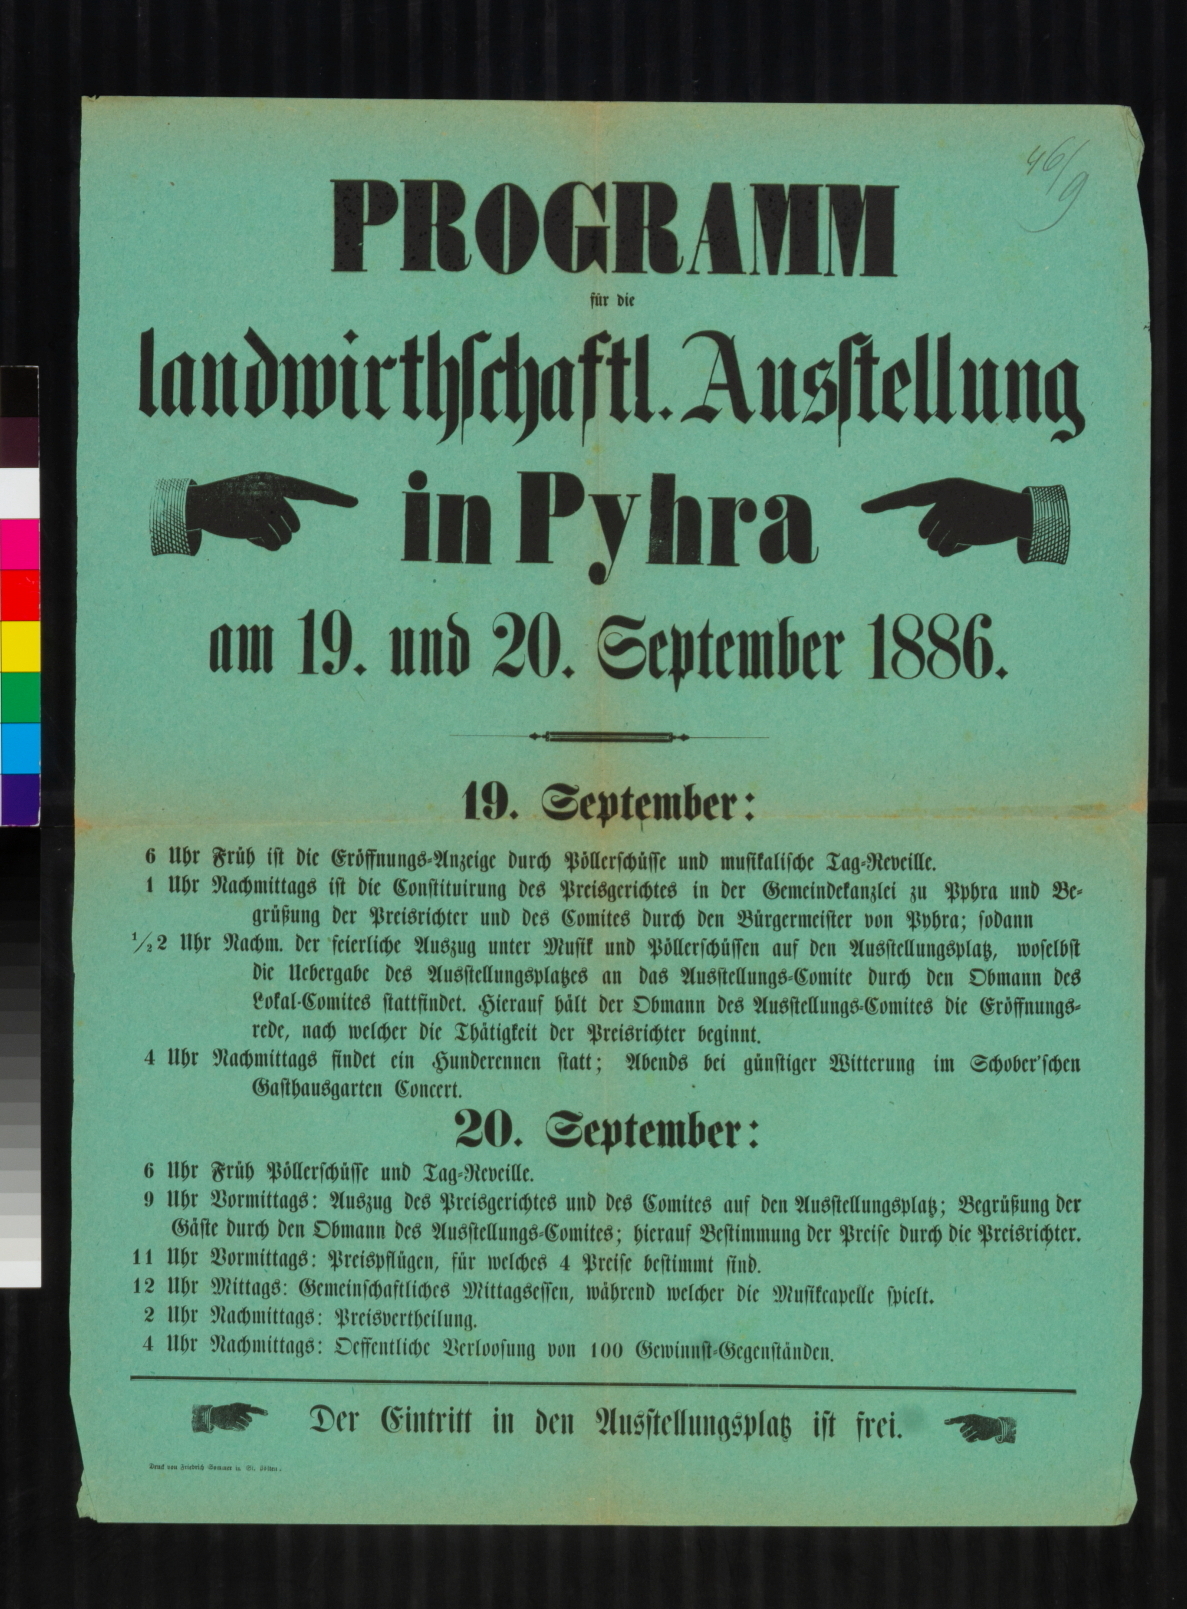 46/9
PROGRAMM
für die
landwirthschaftl. Ausstellung
in Pyhra
am 19. und 20. September 1886.
19. September:
6 Uhr Früh ist die Eröffnungs-Anzeige durch Pöllerschüsse und musikalische Tag-Reveille.
1 Uhr Nachmittags ist die Constituirung des Preisgerichtes in der Gemeindekanzlei zu Pyhra und Be-
grüßung der Preisrichter und des Comites durch den Bürgermeister von Pyhra; sodann
1/2 2 Uhr Nachm. der feierliche Auszug unter Musik und Pöllerschüssen auf den Ausstellungsplatz, woselbst
die Uebergabe des Ausstellungsplatzes an das Ausstellungs-Comite durch den Obmann des
Lokal-Comites stattfindet. Hierauf hält der Obmann des Ausstellungs-Comites die Eröffnungs-
rede, nach welcher die Thätigkeit der Preisrichter beginnt.
4 Uhr Nachmittags findet ein Hunderennen statt; Abends bei günstiger Witterung im Schober'schen
Gasthausgarten Concert.
20. September:
6 Uhr Früh Pöllerschüsse und Tag-Reveille.
9 Uhr Vormittags: Auszug des Preisgerichtes und des Comites auf den Ausstellungsplatz; Begrüßung der
Gäste durch den Obmann des Ausstellungs-Comites; hierauf Bestimmung der Preise durch die Preisrichter.
11 Uhr Vormittags: Preispflügen, für welches 4 Preise bestimmt sind.
12 Uhr Mittags: Gemeinschaftliches Mittagsessen, während welcher die Musikcapelle spielt.
2 Uhr Nachmittags: Preisvertheilung.
4 Uhr Nachmittags: Oeffentliche Verloosung von 100 Gewinnst-Gegenständen.
Der Eintritt in den Ausstellungsplatz ist frei.
Druck von Friedrich Sommer in St. Pölten.